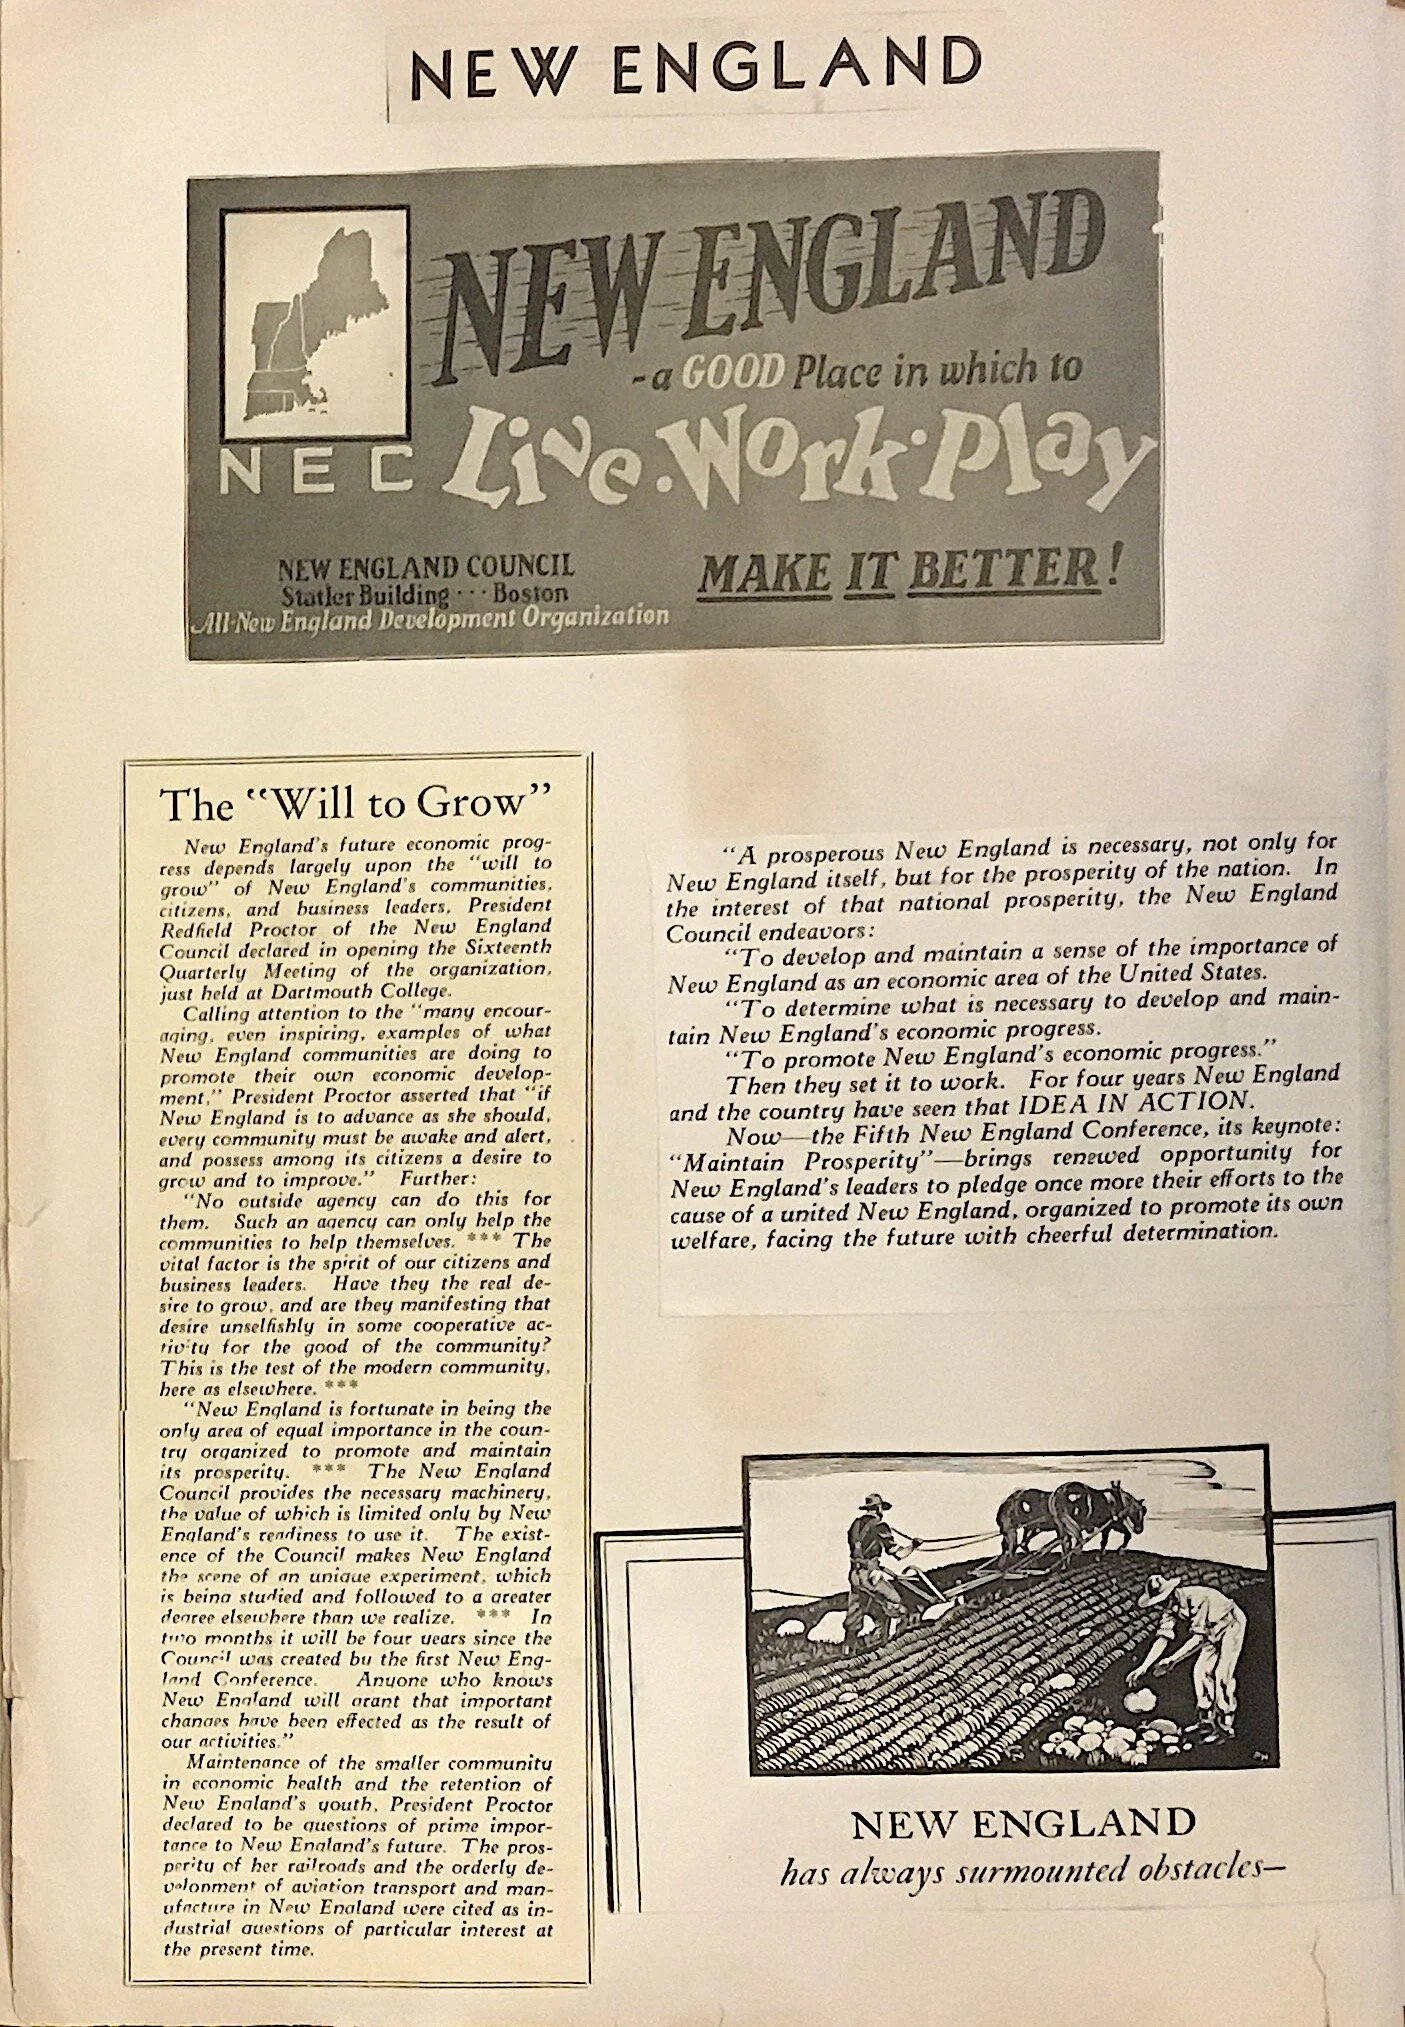 NEW ENGLAND
NEW ENGLAND
-a GOOD Place in which to
Live·Work·Play
NEC
NEW ENGLAND COUNCIL
Statler Building --- Boston
All-New England Development Organization
MAKE IT BETTER!
The "Will to Grow"
New England's future economic prog-
ress depends largely upon the "will to
grow" of New England's communities,
citizens, and business leaders, President
Redfield Proctor of the New England
Council declared in opening the Sixteenth
Quarterly Meeting of the organization,
just held at Dartmouth College.
Calling attention to the "many encour-
aging, even inspiring, examples of what
New England communities are doing to
promote their own economic develop-
ment," President Proctor asserted that "if
New England is to advance as she should,
every community must be awake and alert,
and possess among its citizens a desire to
grow and to improve." Further:
"No outside agency can do this for
them. Such an agency can only help the
communities to help themselves. *** The
vital factor is the spirit of our citizens and
business leaders. Have they the real de-
sire to grow, and are they manifesting that
desire unselfishly in some cooperative ac-
tivity for the good of the community?
This is the test of the modern community,
here as elsewhere. ***
"New England is fortunate in being the
only area of equal importance in the coun-
try organized to promote and maintain
its prosperity. *** The New England
Council provides the necessary machinery,
the value of which is limited only by New
England's readiness to use it. The exist-
ence of the Council makes New England
the scene of an unique experiment, which
is being studied and followed to a greater
degree elsewhere than we realize. *** In
two months it will be four years since the
Council was created by the first New Eng-
land Conference. Anyone who knows
New England will grant that important
changes have been effected as the result of
our activities."
Maintenance of the smaller community
in economic health and the retention of
New England's youth, President Proctor
declared to be questions of prime impor-
tance to New England's future. The pros-
perity of her railroads and the orderly de-
velopment of aviation transport and man-
ufacture in New England were cited as in-
dustrial questions of particular interest at
the present time.
"A prosperous New England is necessary, not only for
New England itself, but for the prosperity of the nation. In
the interest of that national prosperity, the New England
Council endeavors:
"To develop and maintain a sense of the importance of
New England as an economic area of the United States.
"To determine what is necessary to develop and main-
tain New England's economic progress.
"To promote New England's economic progress."
Then they set it to work. For four years New England
and the country have seen that IDEA IN ACTION.
Now—the Fifth New England Conference, its keynote:
"Maintain Prosperity"—brings renewed opportunity for
New England's leaders to pledge once more their efforts to the
cause of a united New England, organized to promote its own
welfare, facing the future with cheerful determination.
NEW ENGLAND
has always surmounted obstacles—